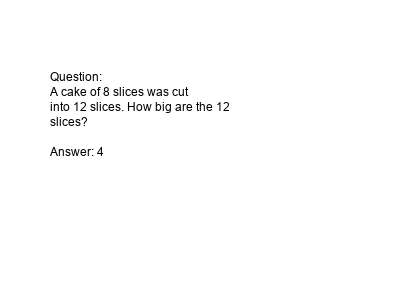 Question:
A cake of 8 slices was cut
into 12 slices. How big are the 12
slices?
Answer: 4